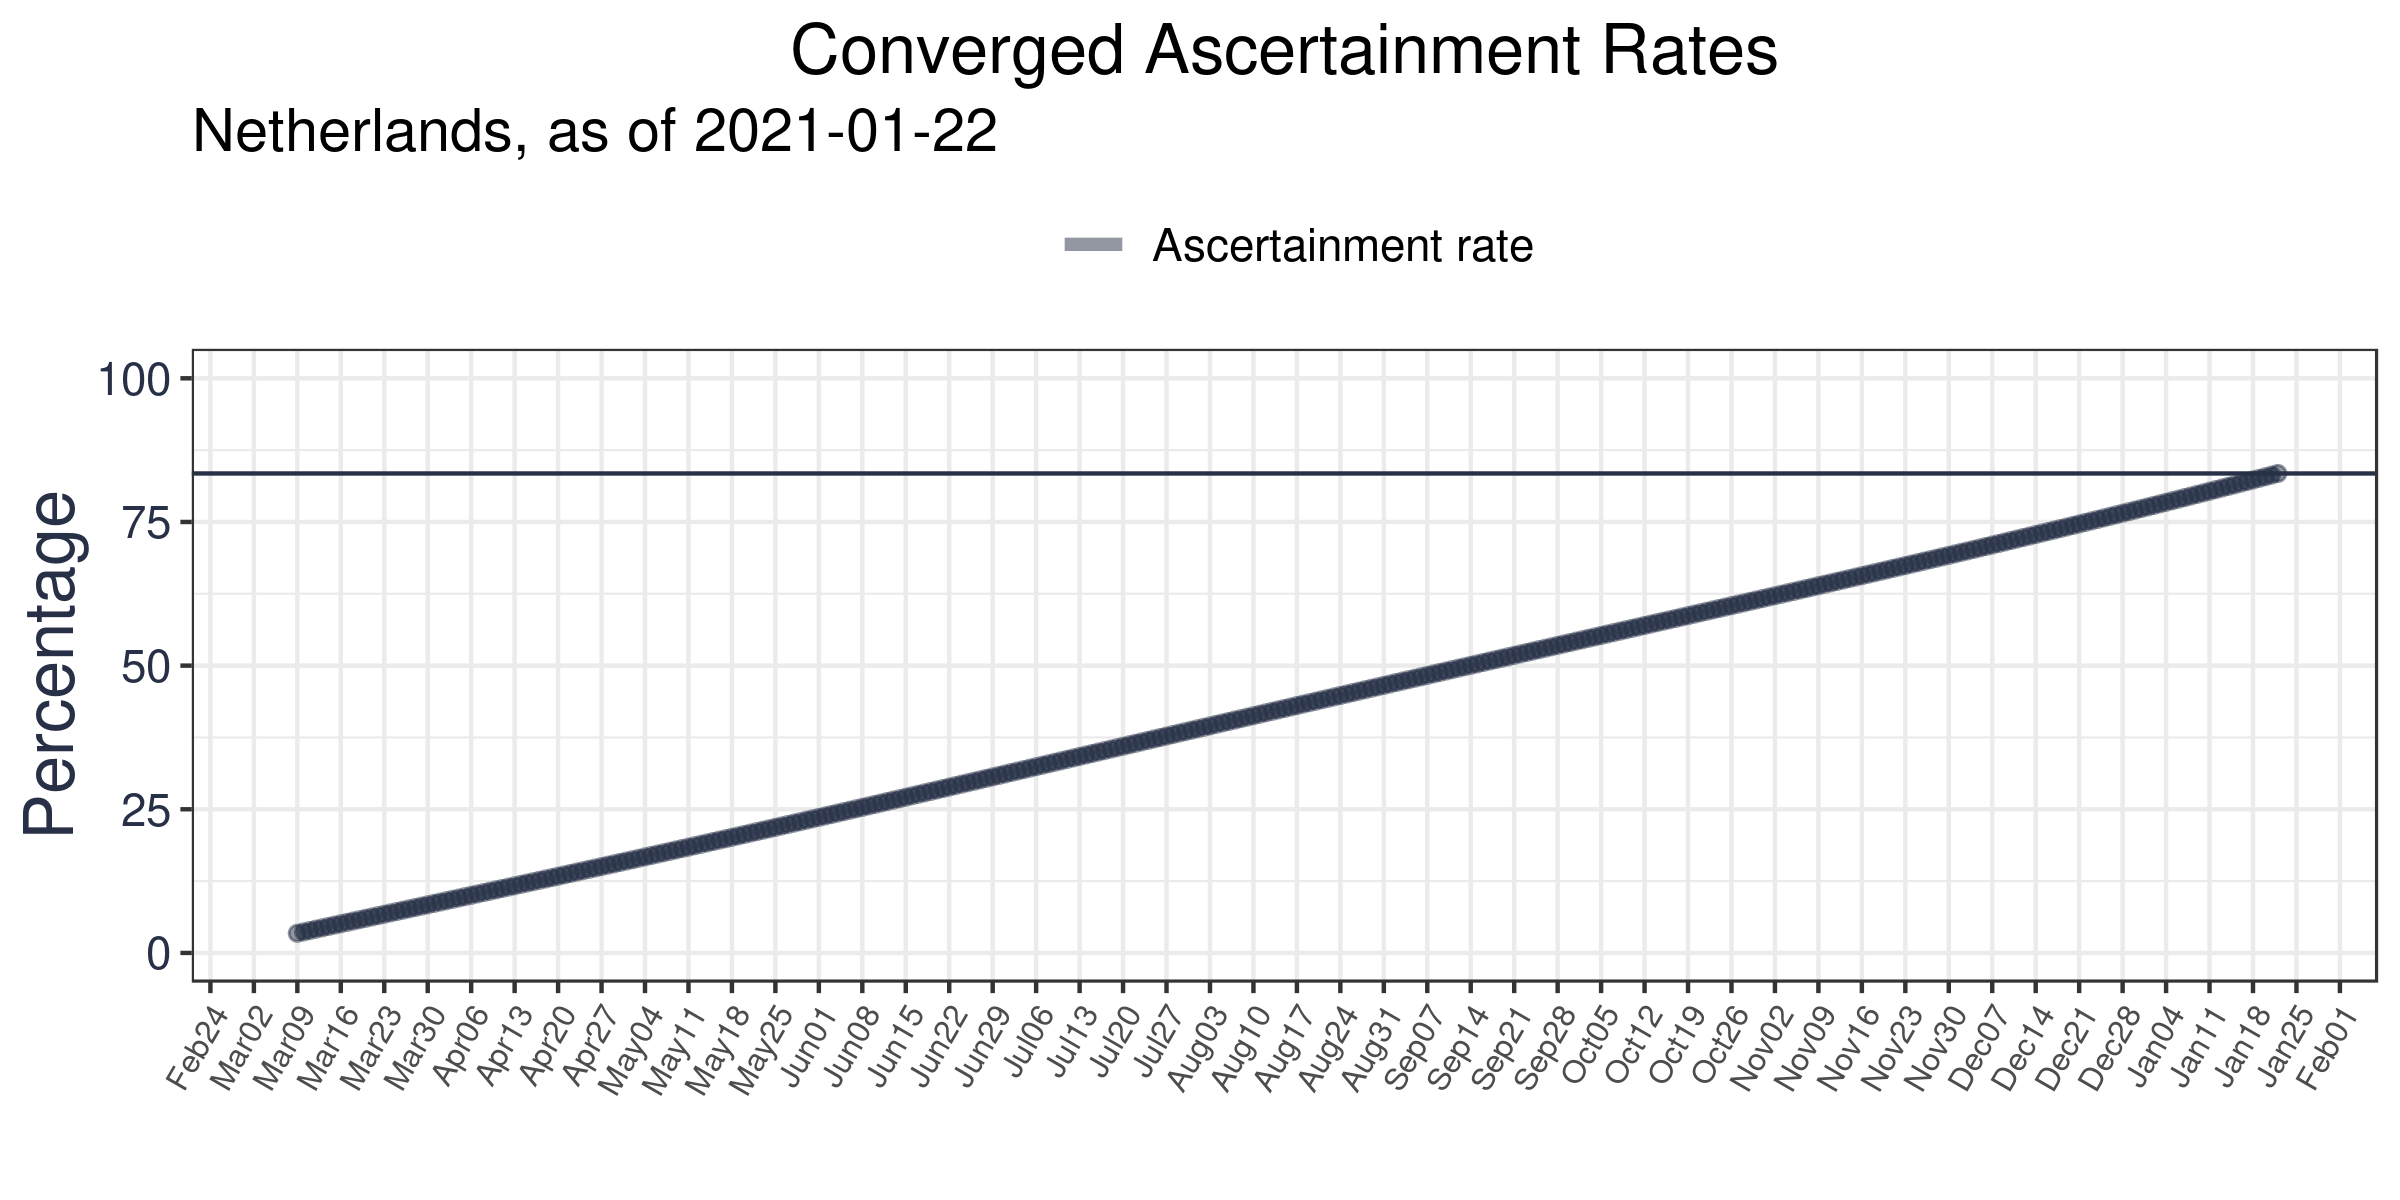 Converged Ascertainment Rates
Netherlands, as of 2021-01-22
Ascertainment rate
Percentage
100
75
50
25
0
Feb24
Mar02
Mar09
Mar16
Mar23
Mar30
Apr06
Apr13
Apr20
Apr27
May04
May11
May18
May25
Jun01
Jun08
Jun15
Jun22
Jun29
Jul06
Jul13
Jul20
Jul27
Aug03
Aug10
Aug17
Aug24
Aug31
Sep07
Sep14
Sep21
Sep28
Oct05
Oct12
Oct19
Oct26
Nov02
Nov09
Nov16
Nov23
Nov30
Dec07
Dec14
Dec21
Dec28
Jan04
Jan11
Jan18
Jan25
Feb01